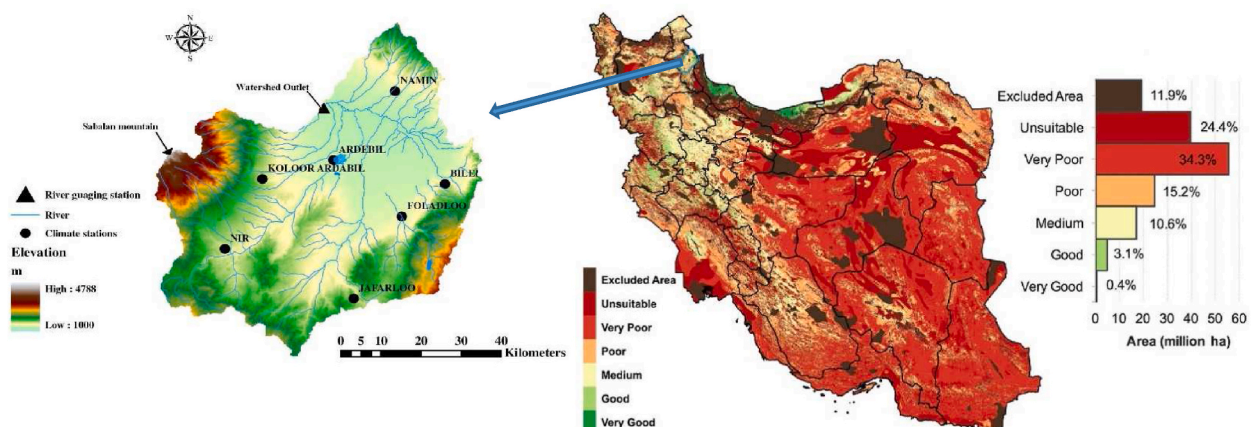 N
W
E
S
NAMIN
Watershed Outlet
Sabalan mountain
ARDEBIL
KOLOOR ARDABIL
BILEI
FOLADLOO
NIR
JAFARLOO
River guaging station
River
Climate stations
Elevation
m
High : 4788
Low : 1000
0 5 10 20 30 40
Kilometers
Excluded Area
Unsuitable
Very Poor
Poor
Medium
Good
Very Good
Excluded Area 11.9%
Unsuitable 24.4%
Very Poor 34.3%
Poor 15.2%
Medium 10.6%
Good 3.1%
Very Good 0.4%
0 10 20 30 40 50 60
Area (million ha)